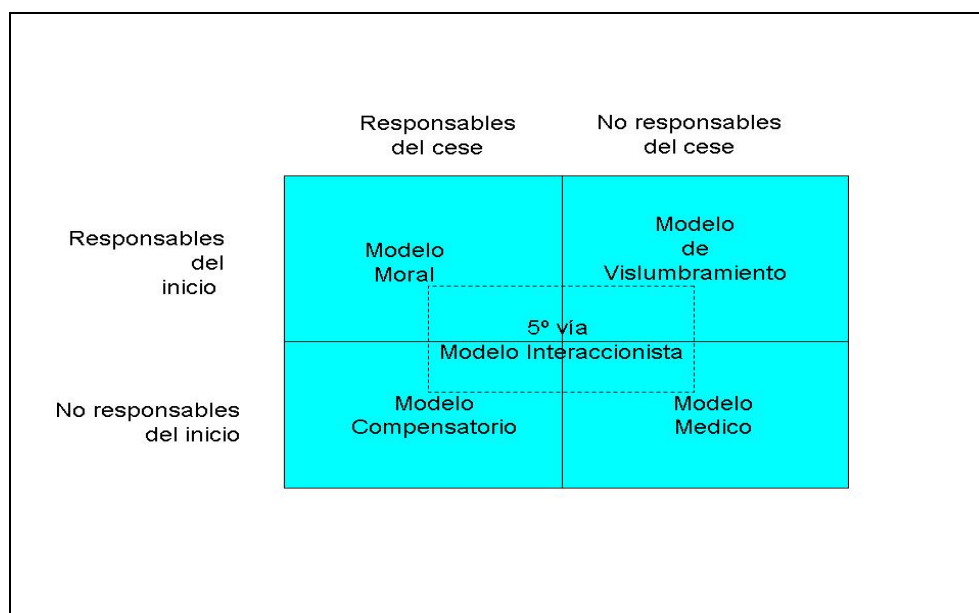 Responsables
del cese
No responsables
del cese
Responsables
del
inicio
Modelo
Moral
Modelo
de
Vislumbramiento
5º vía
Modelo Interaccionista
No responsables
del inicio
Modelo
Compensatorio
Modelo
Medico